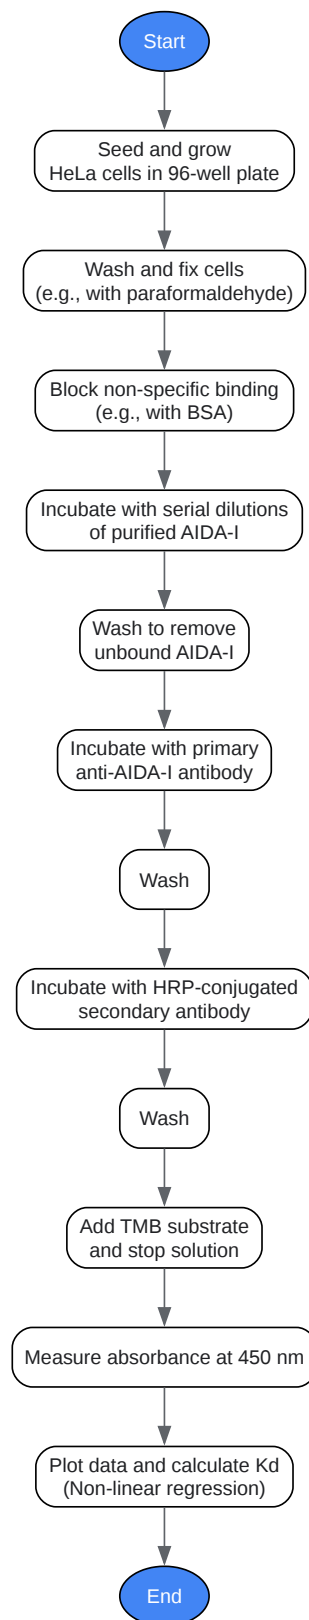 Start
Seed and grow
HeLa cells in 96-well plate
Wash and fix cells
(e.g., with paraformaldehyde)
Block non-specific binding
(e.g., with BSA)
Incubate with serial dilutions
of purified AIDA-I
Wash to remove
unbound AIDA-I
Incubate with primary
anti-AIDA-I antibody
Wash
Incubate with HRP-conjugated
secondary antibody
Wash
Add TMB substrate
and stop solution
Measure absorbance at 450 nm
Plot data and calculate Kd
(Non-linear regression)
End